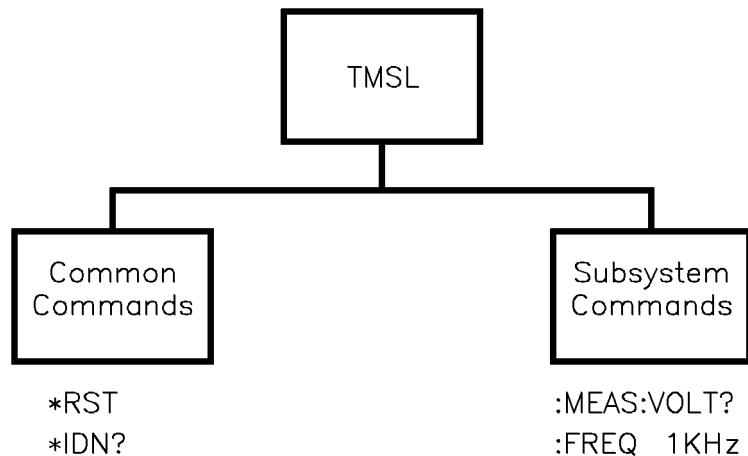 TMSL
Common
Commands
Subsystem
Commands
*RST
*IDN?
:MEAS:VOLT?
:FREQ 1KHz